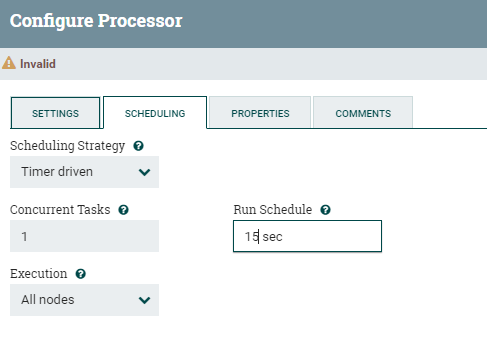 Configure Processor
Invalid
SETTINGS SCHEDULING PROPERTIES COMMENTS
Scheduling Strategy
Timer driven
Concurrent Tasks Run Schedule
1 15 sec
Execution
All nodes